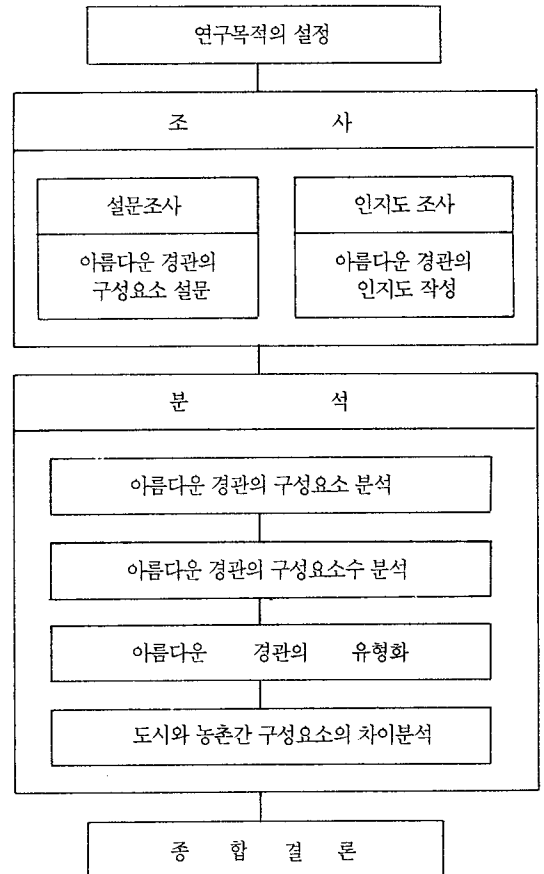 연구목적의 설정
조 사
설문조사
아름다운 경관의
구성요소 설문
인지도 조사
아름다운 경관의
인지도 작성
분 석
아름다운 경관의 구성요소 분석
아름다운 경관의 구성요소수 분석
아름다운 경관의 유형화
도시와 농촌간 구성요소의 차이분석
종 합 결 론